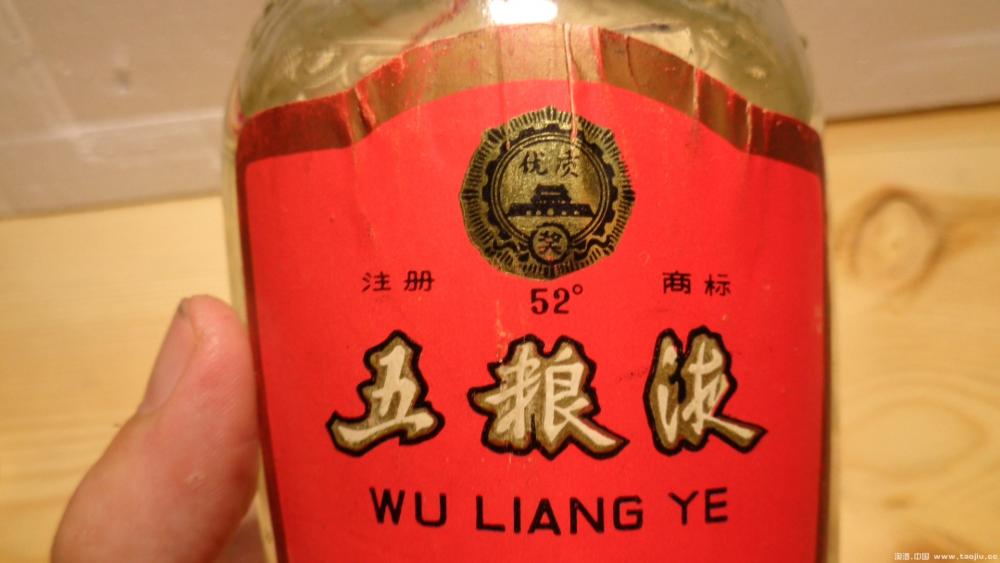 优质
奖
注册 商标
52°
五粮液
WU LIANG YE
淘酒.中国 www.taojiu.cc